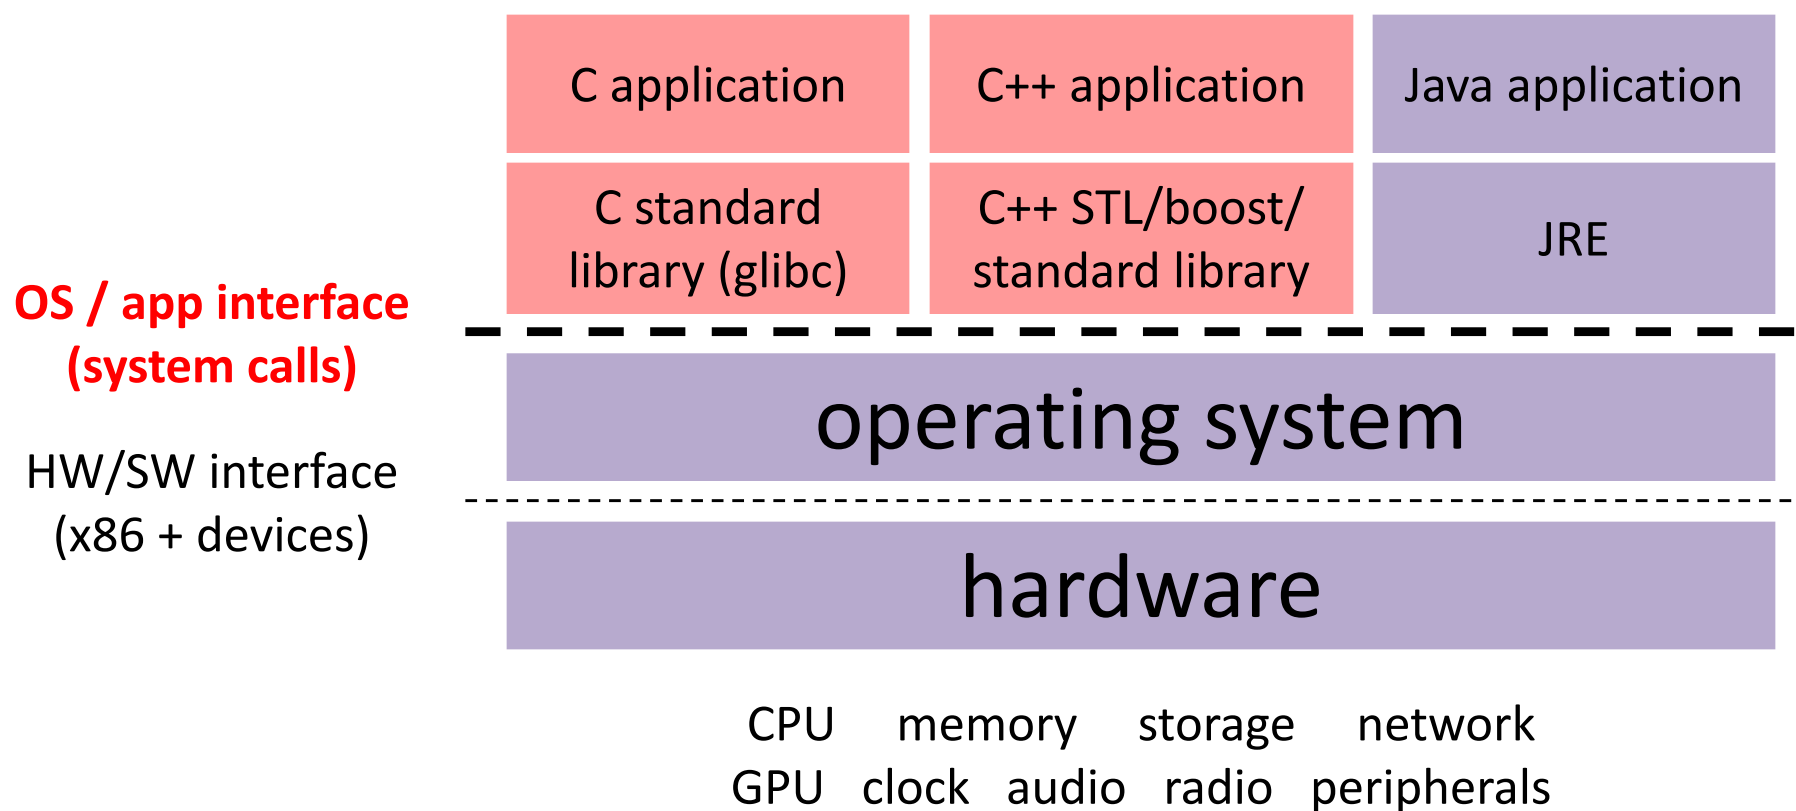 C application
C++ application
Java application
C standard
library (glibc)
C++ STL/boost/
standard library
JRE
OS / app interface
(system calls)
operating system
HW/SW interface
(x86 + devices)
hardware
CPU memory storage network
GPU clock audio radio peripherals